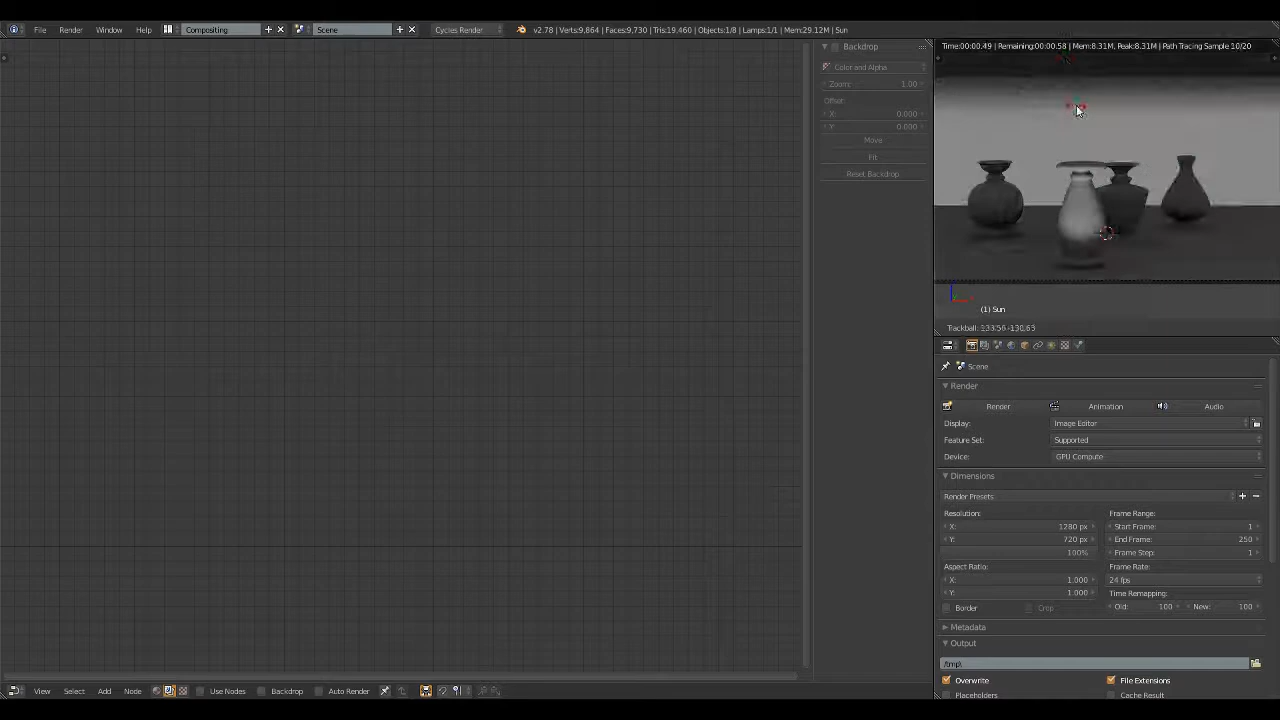 File Render Window Help Compositing Scene Cycles Render v2.78 | Verts:9,864 | Faces:9,730 | Tris:19,460 | Objects:1/8 | Lamps:1/1 | Mem:29.12M | Sun
Time:00:00.49 | Remaining:00:00.58 | Mem:8.31M, Peak:8.31M | Path Tracing Sample 10/20
Backdrop
Color and Alpha
Zoom: 1.00
Offset:
X: 0.000
Y: 0.000
Move
Fit
Reset Backdrop
(1) Sun
Trackball: 133.56 -130.63
Scene
Render
Render Animation Audio
Display: Image Editor
Feature Set: Supported
Device: GPU Compute
Dimensions
Render Presets
Resolution: Frame Range:
X: 1280 px Start Frame: 1
Y: 720 px End Frame: 250
100% Frame Step: 1
Aspect Ratio: Frame Rate:
X: 1.000 24 fps
Y: 1.000 Time Remapping:
Border Crop Old: 100 New: 100
Metadata
Output
/tmp\
Overwrite File Extensions
Placeholders Cache Result
View Select Add Node Use Nodes Backdrop Auto Render